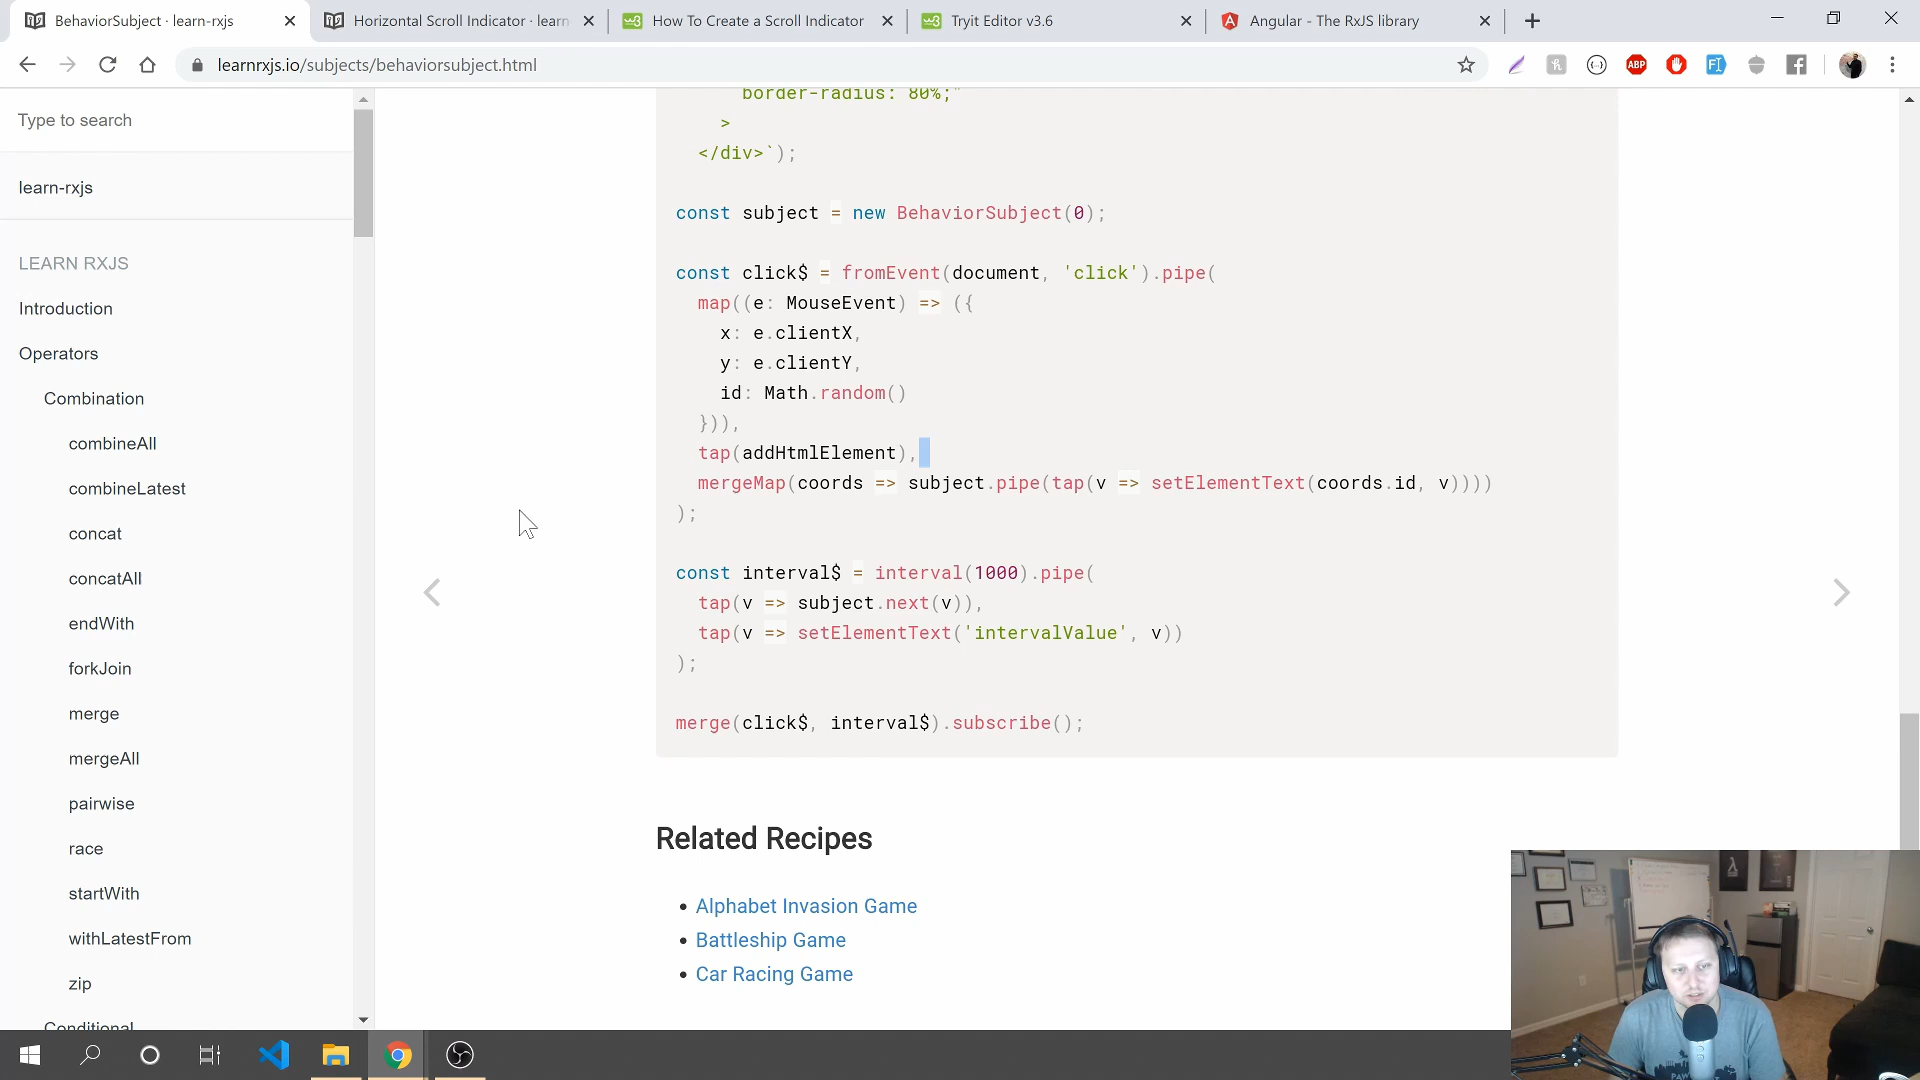 BehaviorSubject · learn-rxjs
Horizontal Scroll Indicator · learn
How To Create a Scroll Indicator
Tryit Editor v3.6
Angular - The RxJS library
learnrxjs.io/subjects/behaviorsubject.html
ABP
Type to search
learn-rxjs
LEARN RXJS
Introduction
Operators
Combination
combineAll
combineLatest
concat
concatAll
endWith
forkJoin
merge
mergeAll
pairwise
race
startWith
withLatestFrom
zip
Conditional
border-radius: 80%;"
>
</div>`);
const subject = new BehaviorSubject(0);
const click$ = fromEvent(document, 'click').pipe(
map((e: MouseEvent) => ({
x: e.clientX,
y: e.clientY,
id: Math.random()
})),
tap(addHtmlElement),
mergeMap(coords => subject.pipe(tap(v => setElementText(coords.id, v))))
);
const interval$ = interval(1000).pipe(
tap(v => subject.next(v)),
tap(v => setElementText('intervalValue', v))
);
merge(click$, interval$).subscribe();
Related Recipes
• Alphabet Invasion Game
• Battleship Game
• Car Racing Game